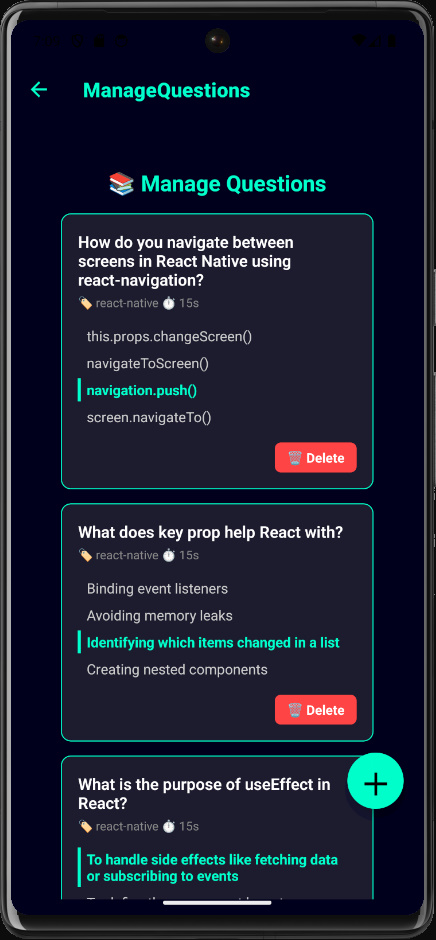 ManageQuestions
📚 Manage Questions
How do you navigate between
screens in React Native using
react-navigation?
🏷️ react-native ⏱️ 15s
this.props.changeScreen()
navigateToScreen()
navigation.push()
screen.navigateTo()
🗑️ Delete
What does key prop help React with?
🏷️ react-native ⏱️ 15s
Binding event listeners
Avoiding memory leaks
Identifying which items changed in a list
Creating nested components
🗑️ Delete
What is the purpose of useEffect in
React?
🏷️ react-native ⏱️ 15s
To handle side effects like fetching data
or subscribing to events